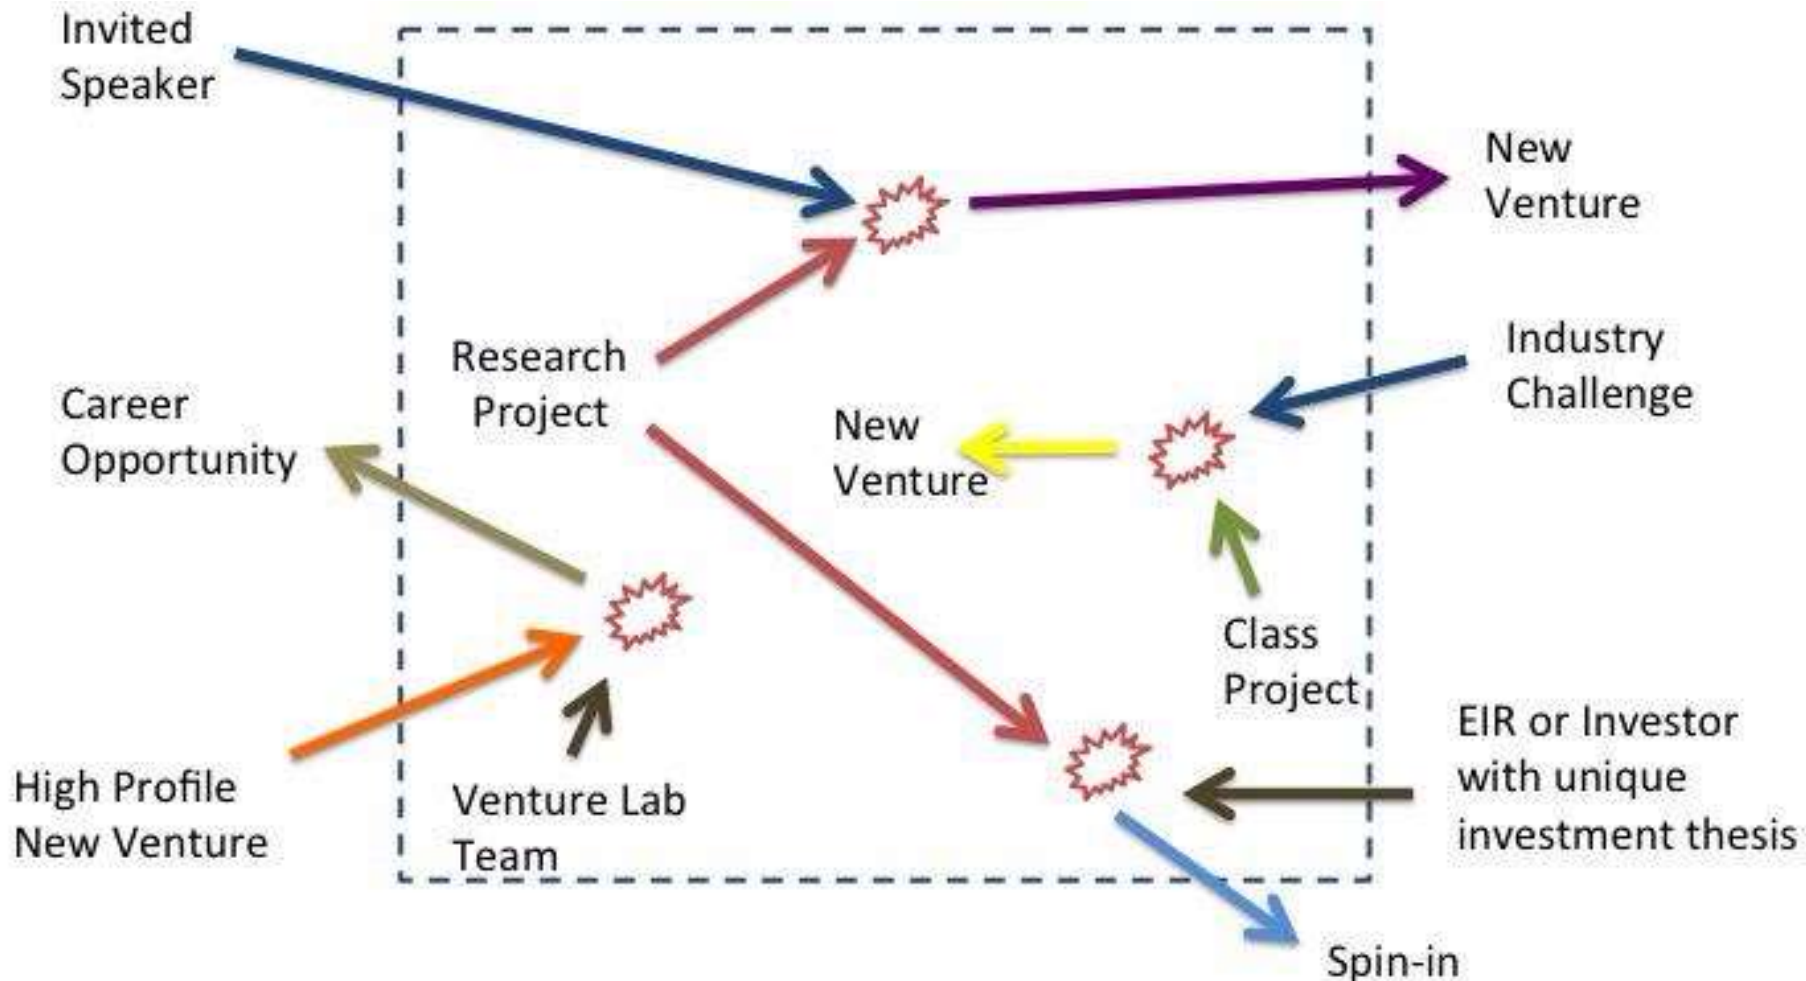 Invited
Speaker
New
Venture
Industry
Challenge
Research
Project
Career
Opportunity
New
Venture
Class
Project
EIR or Investor
with unique
investment thesis
High Profile
New Venture
Venture Lab
Team
Spin-in